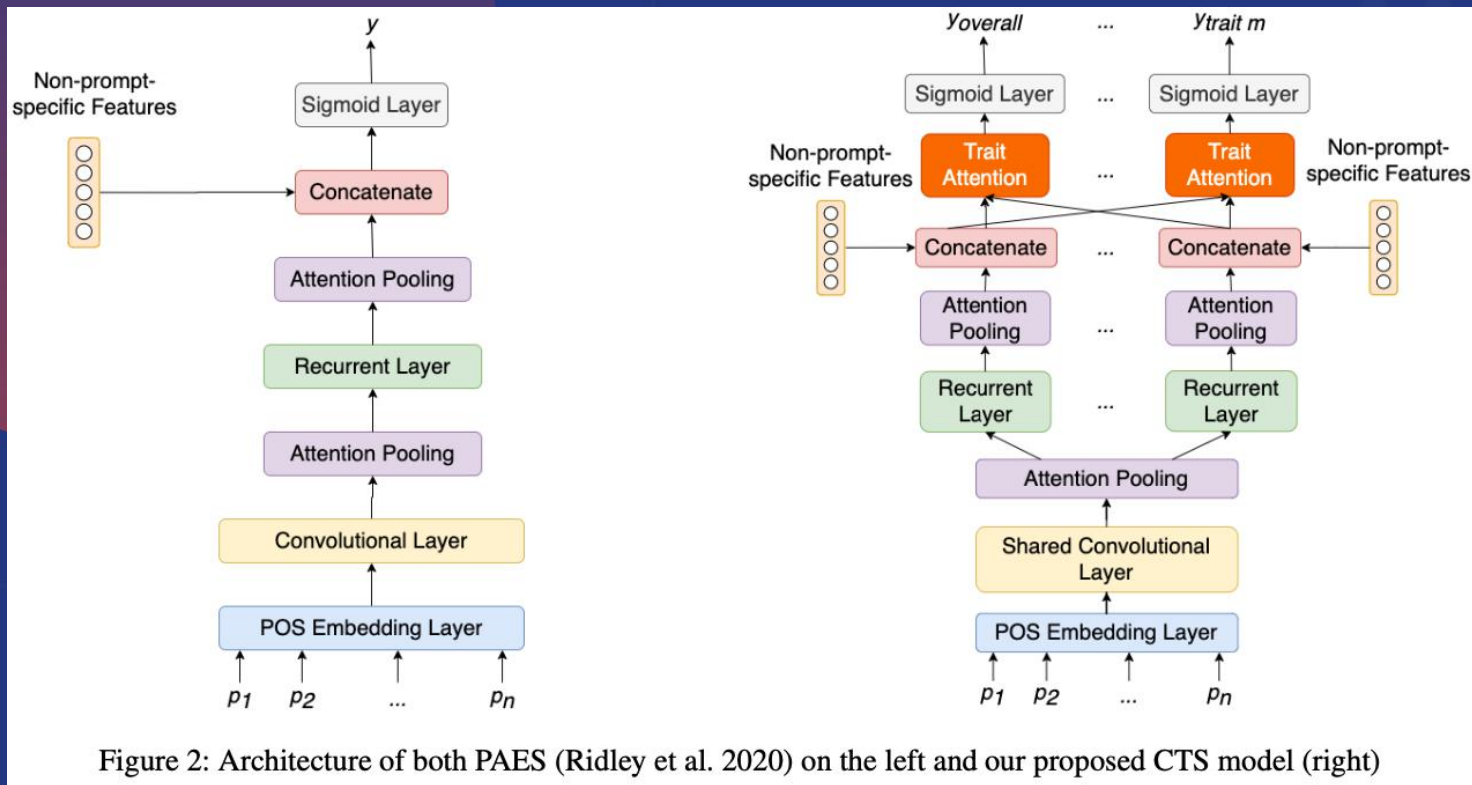 y
Non-prompt-
specific Features
Sigmoid Layer
Concatenate
Attention Pooling
Recurrent Layer
Attention Pooling
Convolutional Layer
POS Embedding Layer
p1 p2 ... pn
yoverall ... ytrait m
Sigmoid Layer ... Sigmoid Layer
Non-prompt-
specific Features
Trait
Attention
...
Trait
Attention
Non-prompt-
specific Features
Concatenate ... Concatenate
Attention
Pooling
...
Attention
Pooling
Recurrent
Layer
...
Recurrent
Layer
Attention Pooling
Shared Convolutional
Layer
POS Embedding Layer
p1 p2 ... pn
Figure 2: Architecture of both PAES (Ridley et al. 2020) on the left and our proposed CTS model (right)